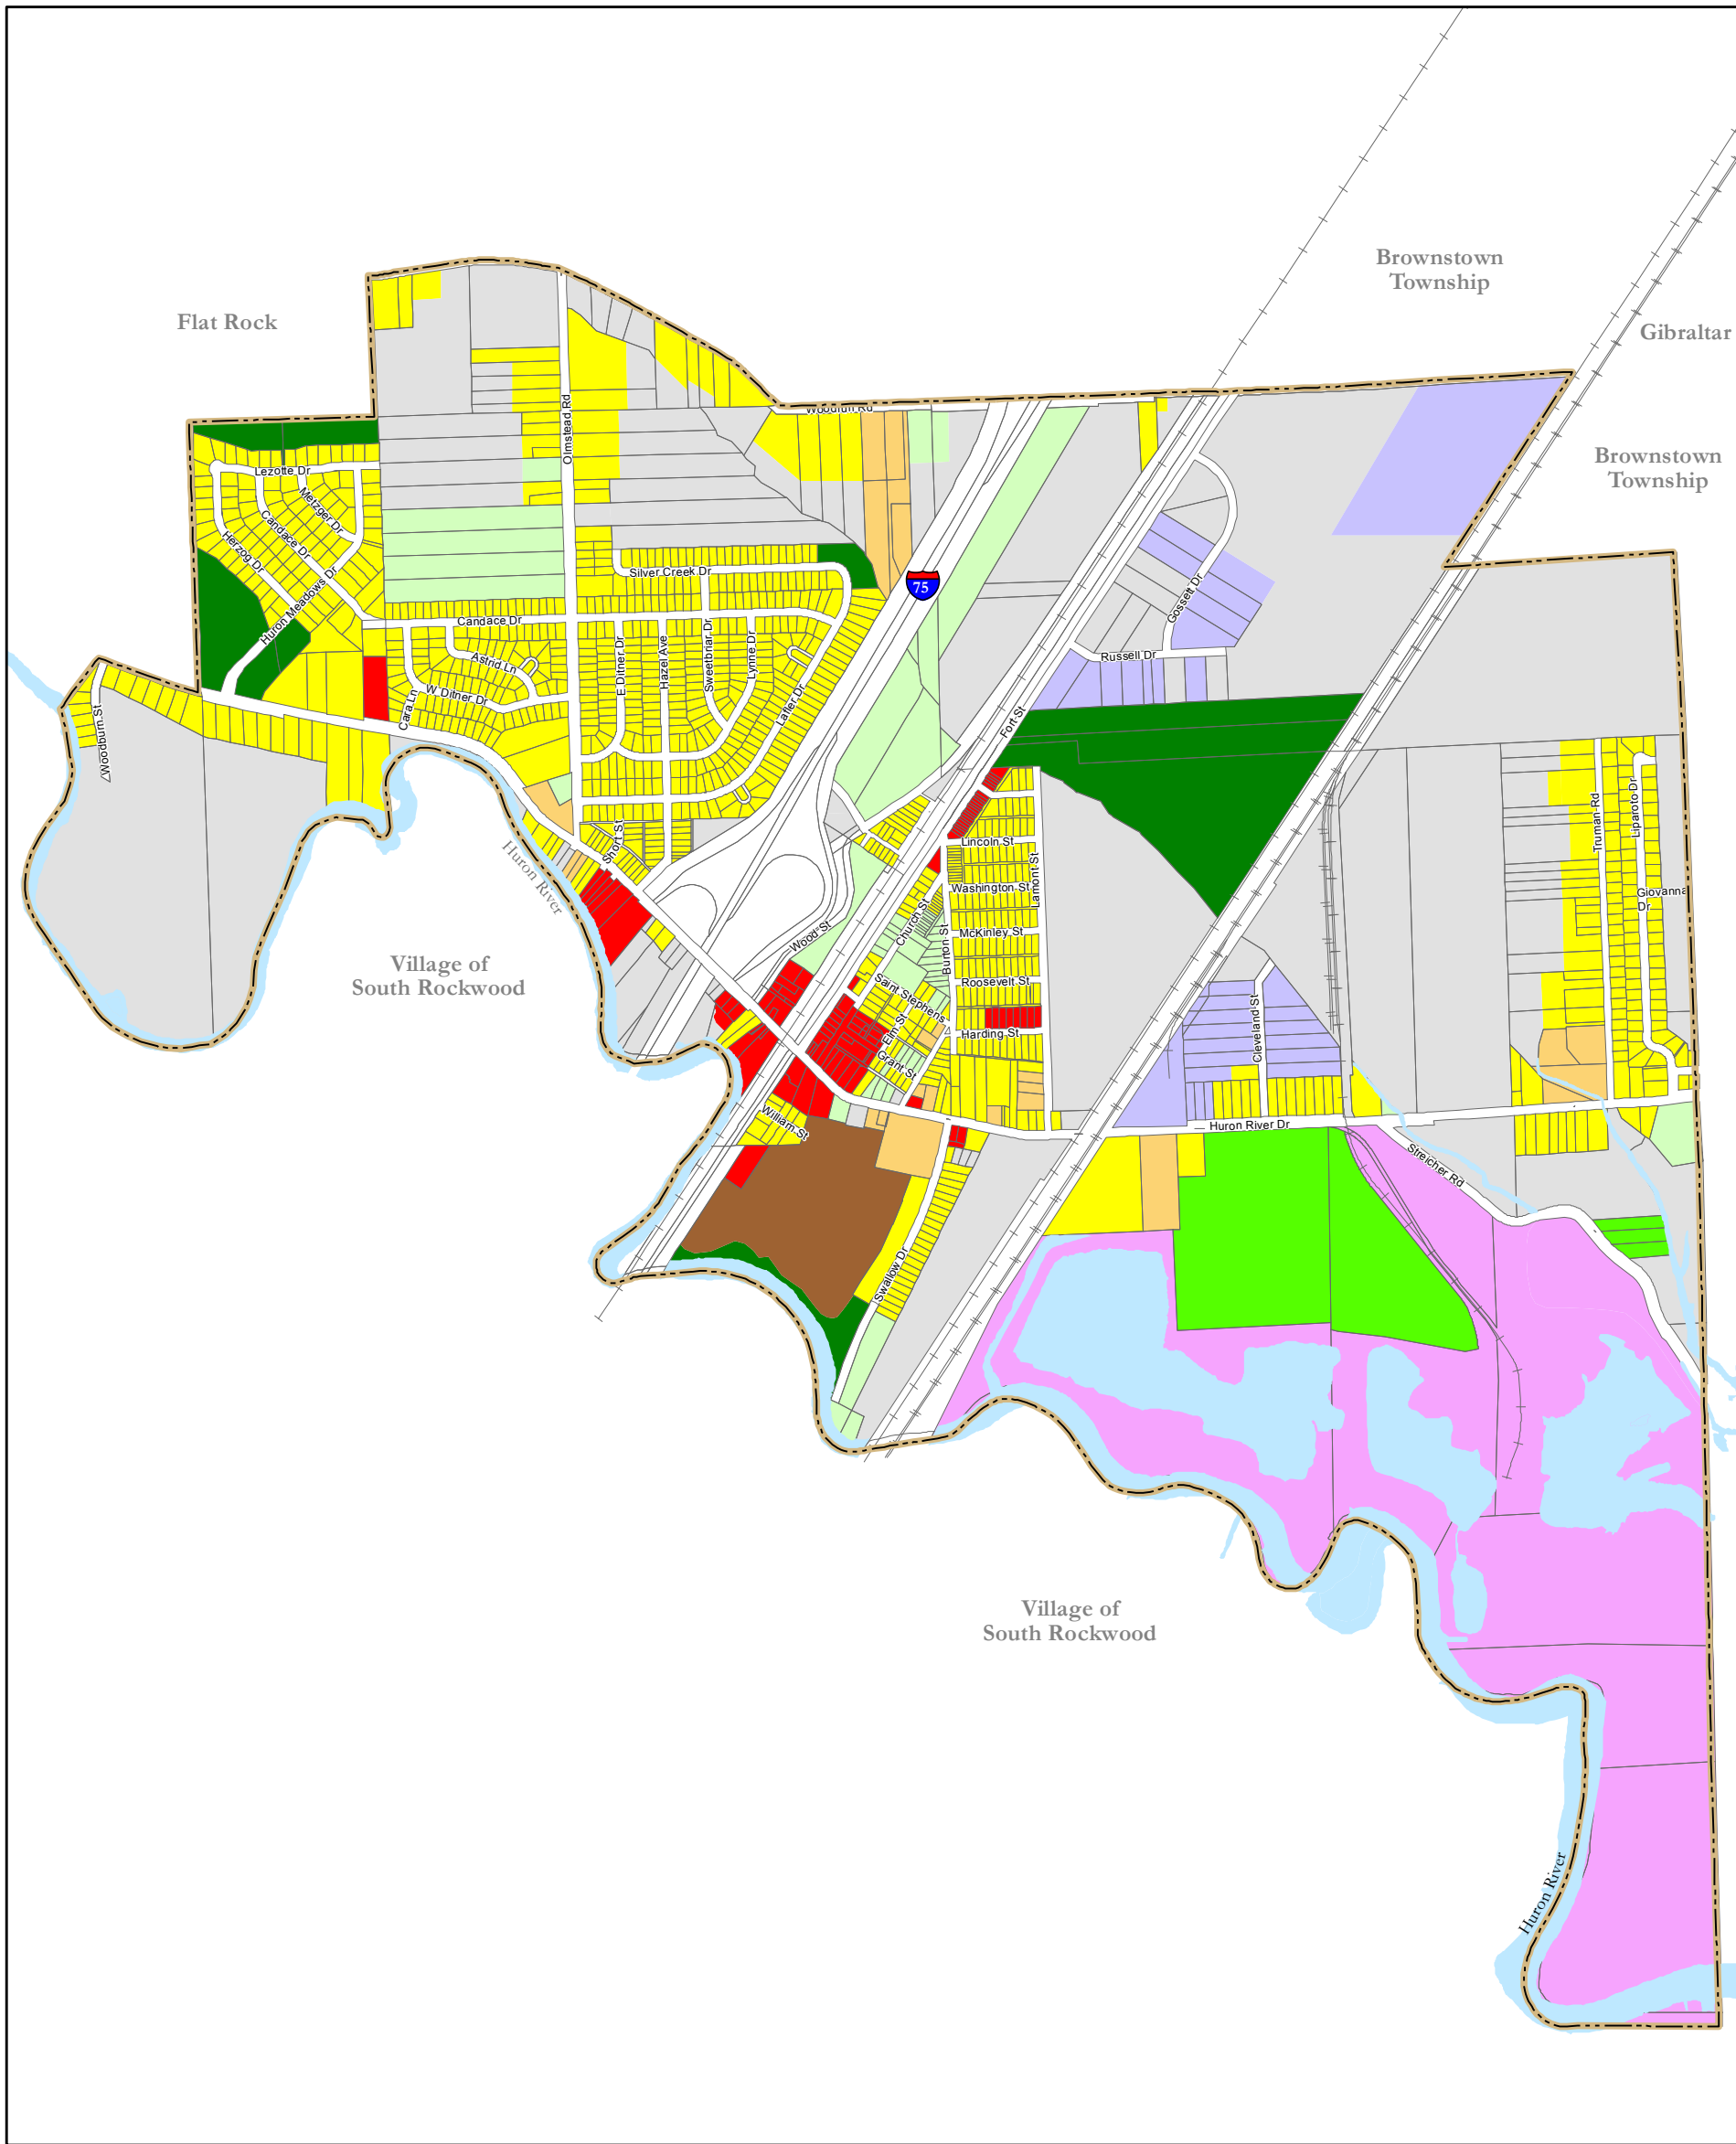 Brownstown
Township
Flat Rock
Gibraltar
Brownstown
Township
Woodruff Rd
Olmstead Rd
Lezotte Dr
Metzger Dr
Candace Dr
Herzog Dr
Huron Meadows Dr
Silver Creek Dr
75
Gossett Dr
Candace Dr
Astrid Ln
W Ditner Dr
Cara Ln
E Ditner Dr
Hazel Ave
Sweetbriar Dr
Lynne Dr
Lafler Dr
Russell Dr
Fort St
Woodburn St
Short St
Huron River
Lincoln St
Washington St
Lamont St
McKinley St
Church St
Burton St
Wood St
Roosevelt St
Saint Stephens
Elm St
Harding St
Grant St
Truman Rd
Liparoto Dr
Giovanna
Dr
Cleveland St
Village of
South Rockwood
William St
Huron River Dr
Streicher Rd
Swallow Dr
Village of
South Rockwood
Huron River